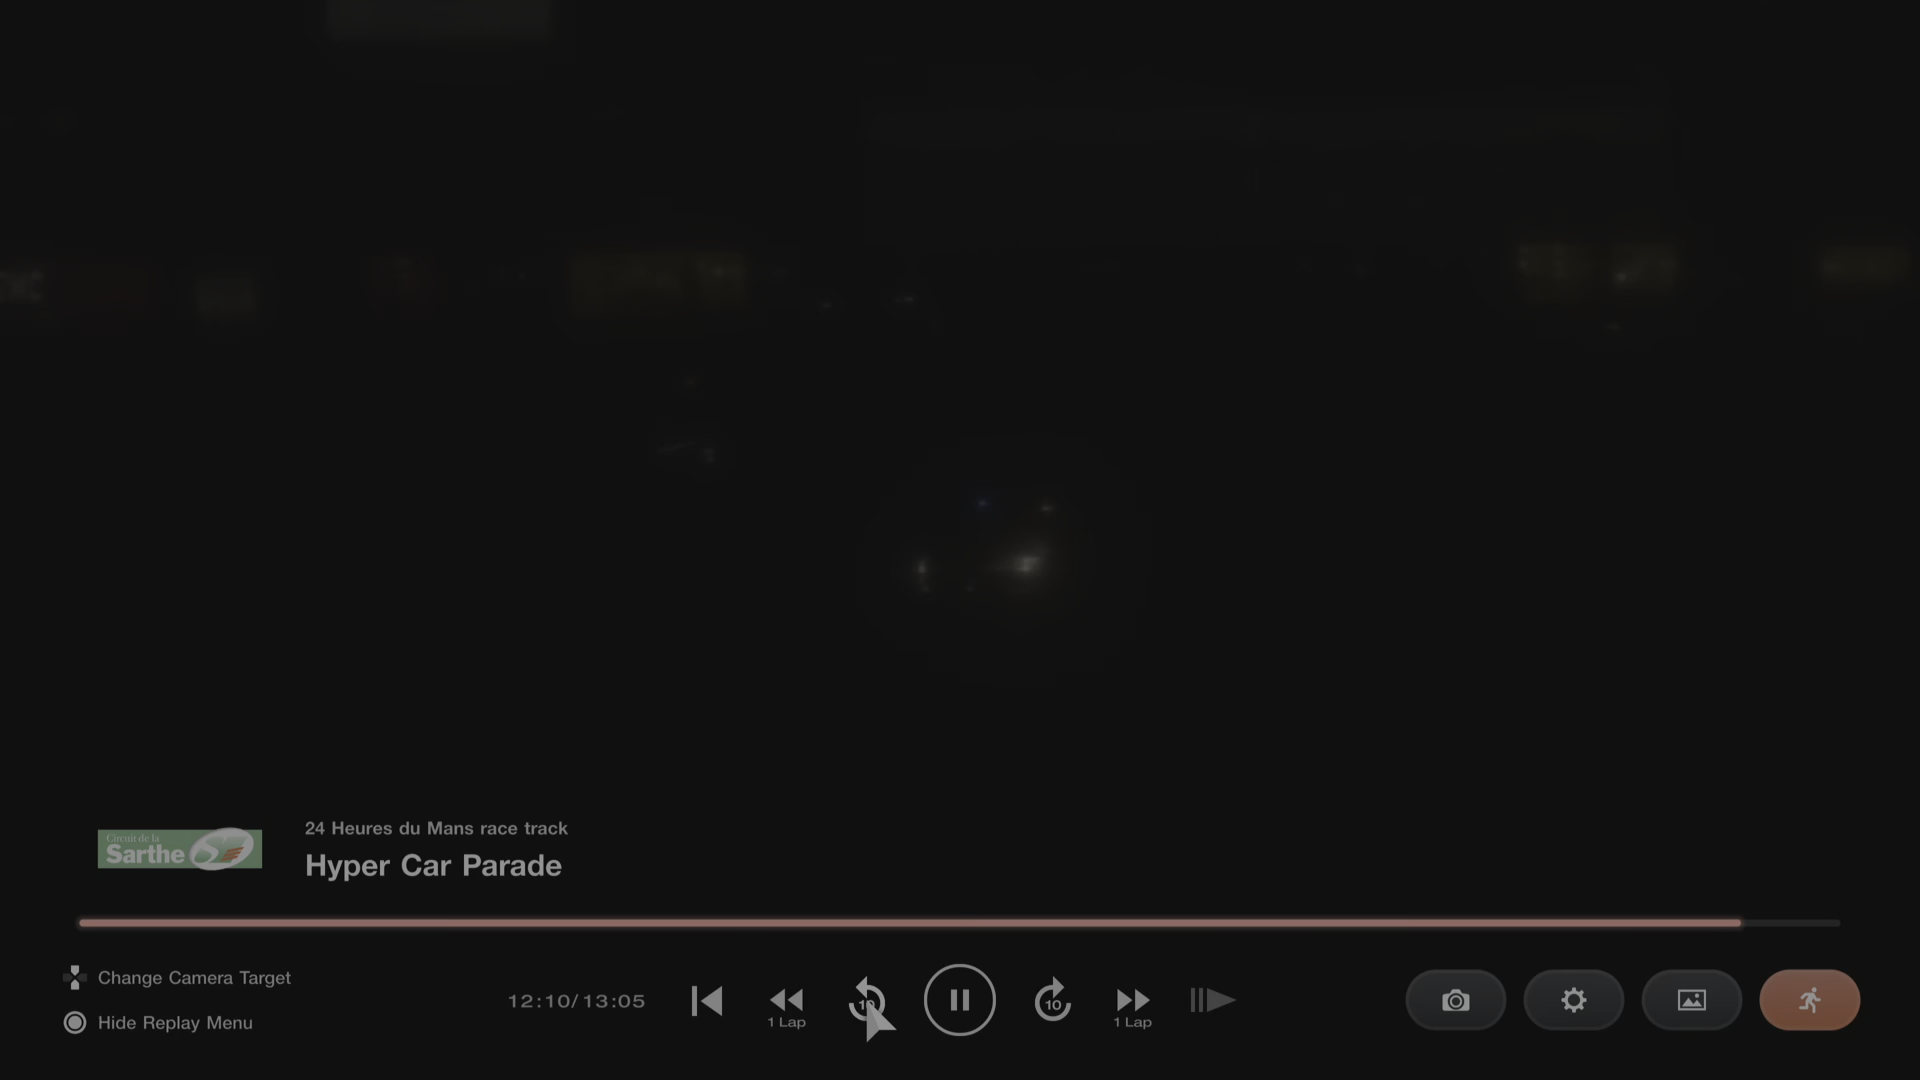 Circuit de la
Sarthe
24 Heures du Mans race track
Hyper Car Parade
Change Camera Target
Hide Replay Menu
12:10/13:05
1 Lap
10
10
1 Lap